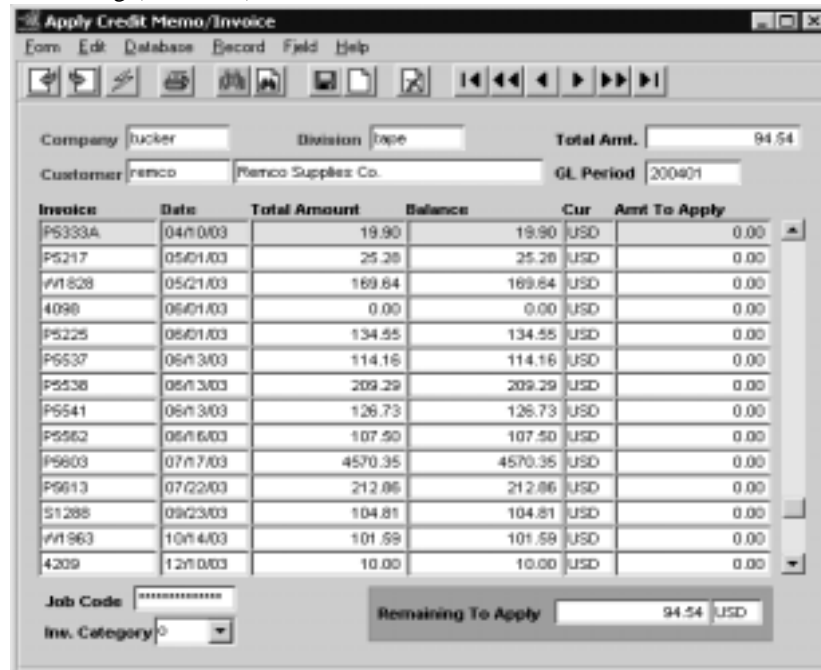 Apply Credit Memo/Invoice
Form Edit Database Record Field Help
Company tucker Division tape Total Amt. 94.54
Customer remco Remco Supplies Co. GL Period 200401
Invoice Date Total Amount Balance Cur Amt To Apply
P5333A 04/10/03 19.90 19.90 USD 0.00
P5217 05/01/03 25.28 25.28 USD 0.00
W1828 05/21/03 169.64 169.64 USD 0.00
4098 06/01/03 0.00 0.00 USD 0.00
P5225 06/01/03 134.55 134.55 USD 0.00
P5537 06/13/03 114.16 114.16 USD 0.00
P5538 06/13/03 209.29 209.29 USD 0.00
P5541 06/13/03 126.73 126.73 USD 0.00
P5562 06/16/03 107.50 107.50 USD 0.00
P5603 07/17/03 4570.35 4570.35 USD 0.00
P5613 07/22/03 212.86 212.86 USD 0.00
S1288 09/23/03 104.81 104.81 USD 0.00
W1963 10/14/03 101.59 101.59 USD 0.00
4209 12/10/03 10.00 10.00 USD 0.00
Job Code ***************
Remaining To Apply 94.54 USD
Inv. Category 0